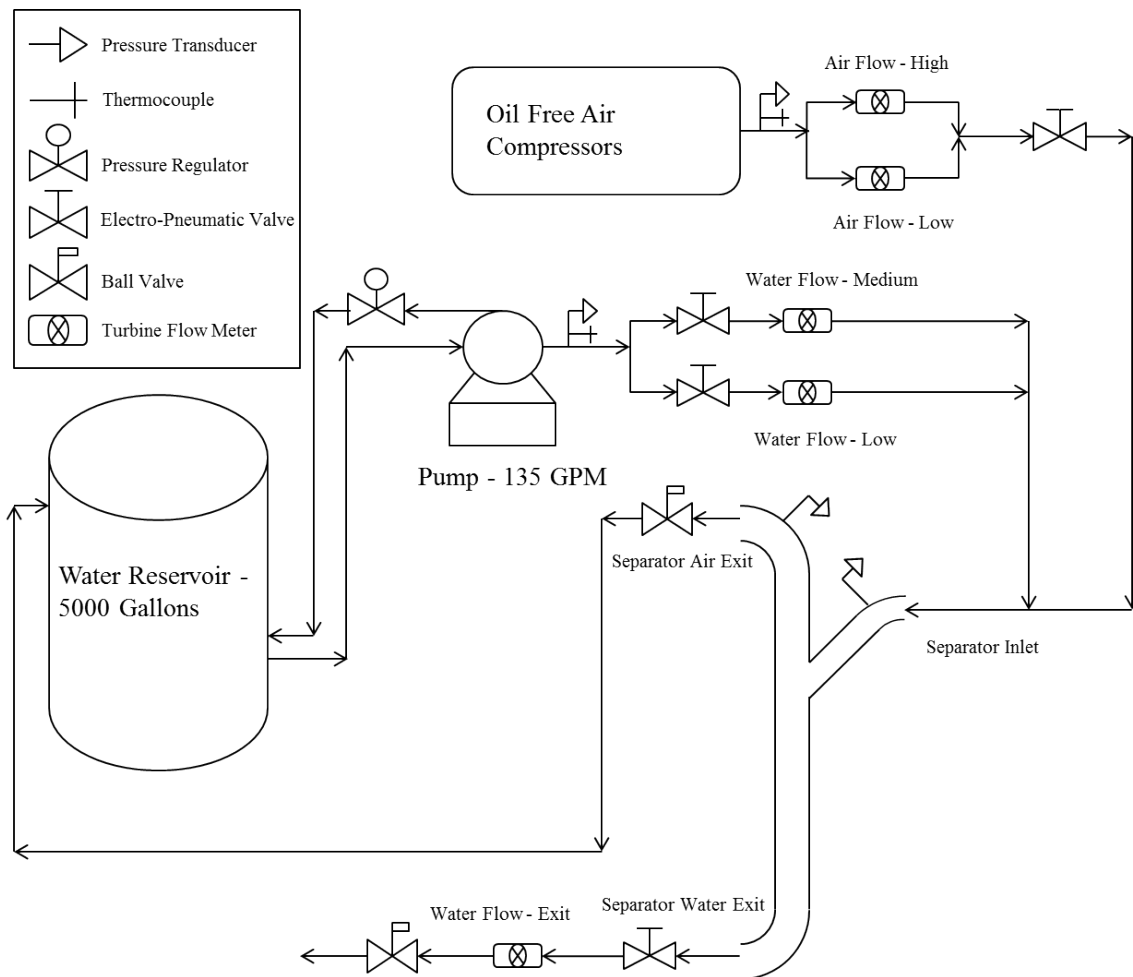 Pressure Transducer
Thermocouple
Pressure Regulator
Electro-Pneumatic Valve
Ball Valve
Turbine Flow Meter
Oil Free Air
Compressors
Air Flow - High
Air Flow - Low
Water Flow - Medium
Water Flow - Low
Pump - 135 GPM
Water Reservoir -
5000 Gallons
Separator Air Exit
Separator Inlet
Water Flow - Exit
Separator Water Exit